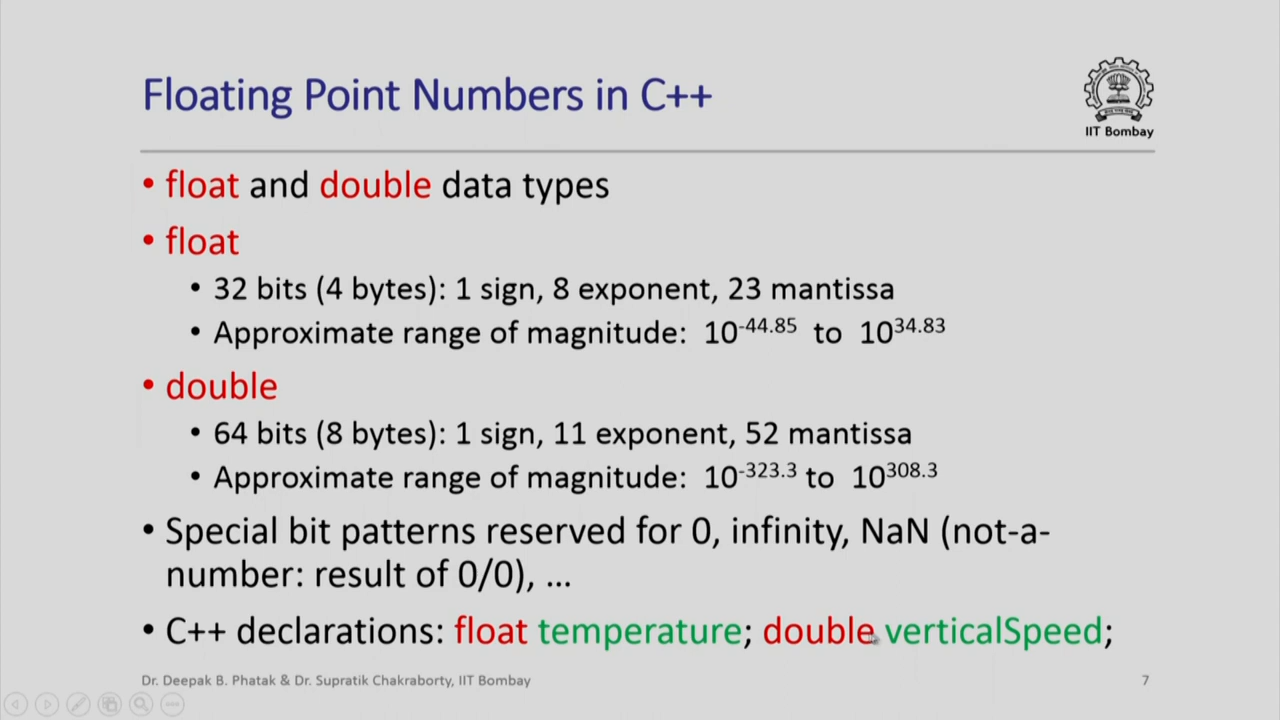 Floating Point Numbers in C++
IIT Bombay
• float and double data types
• float
• 32 bits (4 bytes): 1 sign, 8 exponent, 23 mantissa
• Approximate range of magnitude: 10^-44.85 to 10^34.83
• double
• 64 bits (8 bytes): 1 sign, 11 exponent, 52 mantissa
• Approximate range of magnitude: 10^-323.3 to 10^308.3
• Special bit patterns reserved for 0, infinity, NaN (not-a-
number: result of 0/0), …
• C++ declarations: float temperature; double verticalSpeed;
Dr. Deepak B. Phatak & Dr. Supratik Chakraborty, IIT Bombay
7